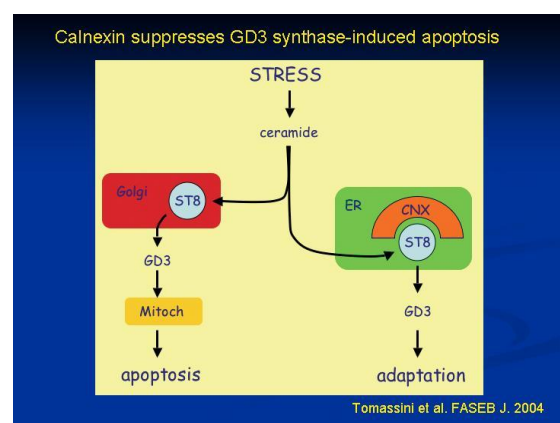 Calnexin suppresses GD3 synthase-induced apoptosis
STRESS
ceramide
Golgi
ST8
GD3
Mitoch
apoptosis
ER
CNX
ST8
GD3
adaptation
Tomassini et al. FASEB J. 2004